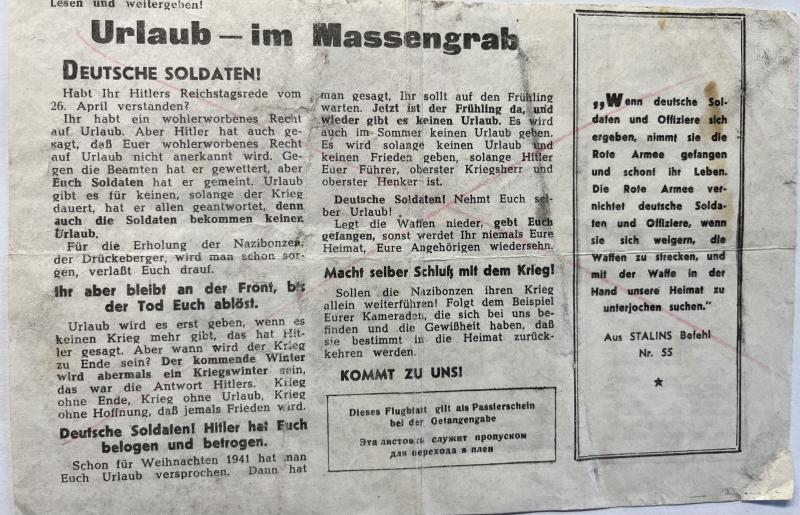 Lesen und weitergeben!
Urlaub – im Massengrab
DEUTSCHE SOLDATEN!
Habt Ihr Hitlers Reichstagsrede vom
26. April verstanden?
Ihr habt ein wohlerworbenes Recht
auf Urlaub. Aber Hitler hat auch ge-
sagt, daß Euer wohlerworbenes Recht
auf Urlaub nicht anerkannt wird. Ge-
gen die Beamten hat er gewettert, aber
Euch Soldaten hat er gemeint. Urlaub
gibt es für keinen, solange der Krieg
dauert, hat er allen geantwortet, denn
auch die Soldaten bekommen keinen
Urlaub.
Für die Erholung der Nazibonzen,
der Drückeberger, wird man schon sor-
gen, verlaßt Euch drauf.
Ihr aber bleibt an der Front, bis
der Tod Euch ablöst.
Urlaub wird es erst geben, wenn es
keinen Krieg mehr gibt, das hat Hit-
ler gesagt. Aber wann wird der Krieg
zu Ende sein? Der kommende Winter
wird abermals ein Kriegswinter sein,
das war die Antwort Hitlers. Krieg
ohne Ende, Krieg ohne Urlaub, Krieg
ohne Hoffnung, daß jemals Frieden wird.
Deutsche Soldaten! Hitler hat Euch
belogen und betrogen.
Schon für Weihnachten 1941 hat man
Euch Urlaub versprochen. Dann hat
man gesagt, Ihr sollt auf den Frühling
warten. Jetzt ist der Frühling da, und
wieder gibt es keinen Urlaub. Es wird
auch im Sommer keinen Urlaub geben.
Es wird solange keinen Urlaub und
keinen Frieden geben, solange Hitler
Euer Führer, oberster Kriegsherr und
oberster Henker ist.
Deutsche Soldaten! Nehmt Euch sel-
ber Urlaub!
Legt die Waffen nieder, gebt Euch
gefangen, sonst werdet Ihr niemals Eure
Heimat, Eure Angehörigen wiedersehn.
Macht selber Schluß mit dem Krieg!
Sollen die Nazibonzen ihren Krieg
allein weiterführen! Folgt dem Beispiel
Eurer Kameraden, die sich bei uns be-
finden und die Gewißheit haben, daß
sie bestimmt in die Heimat zurück-
kehren werden.
KOMMT ZU UNS!
Dieses Flugblatt gilt als Passierschein
bei der Gefangengabe
Эта листовка служит пропуском
для перехода в плен
„Wenn deutsche Sol-
daten und Offiziere sich
ergeben, nimmt sie die
Rote Armee gefangen
und schont ihr Leben.
Die Rote Armee ver-
nichtet deutsche Solda-
ten und Offiziere, wenn
sie sich weigern, die
Waffen zu strecken, und
mit der Waffe in der
Hand unsere Heimat zu
unterjochen suchen."
Aus STALINS Befehl
Nr. 55